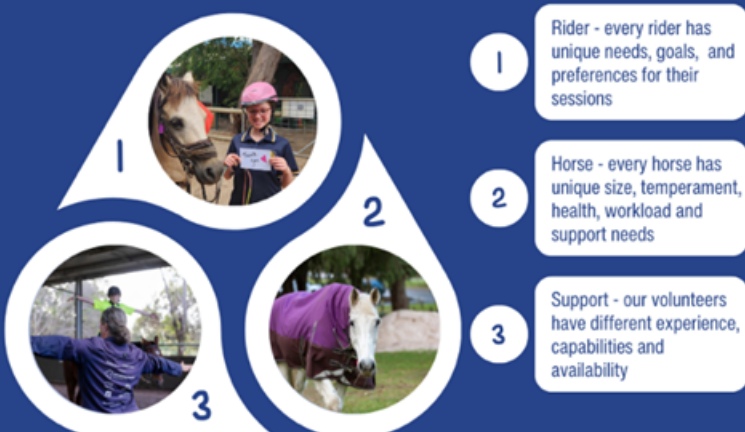 1
2
3
1
Rider - every rider has
unique needs, goals, and
preferences for their
sessions
2
Horse - every horse has
unique size, temperament,
health, workload and
support needs
3
Support - our volunteers
have different experience,
capabilities and
availability